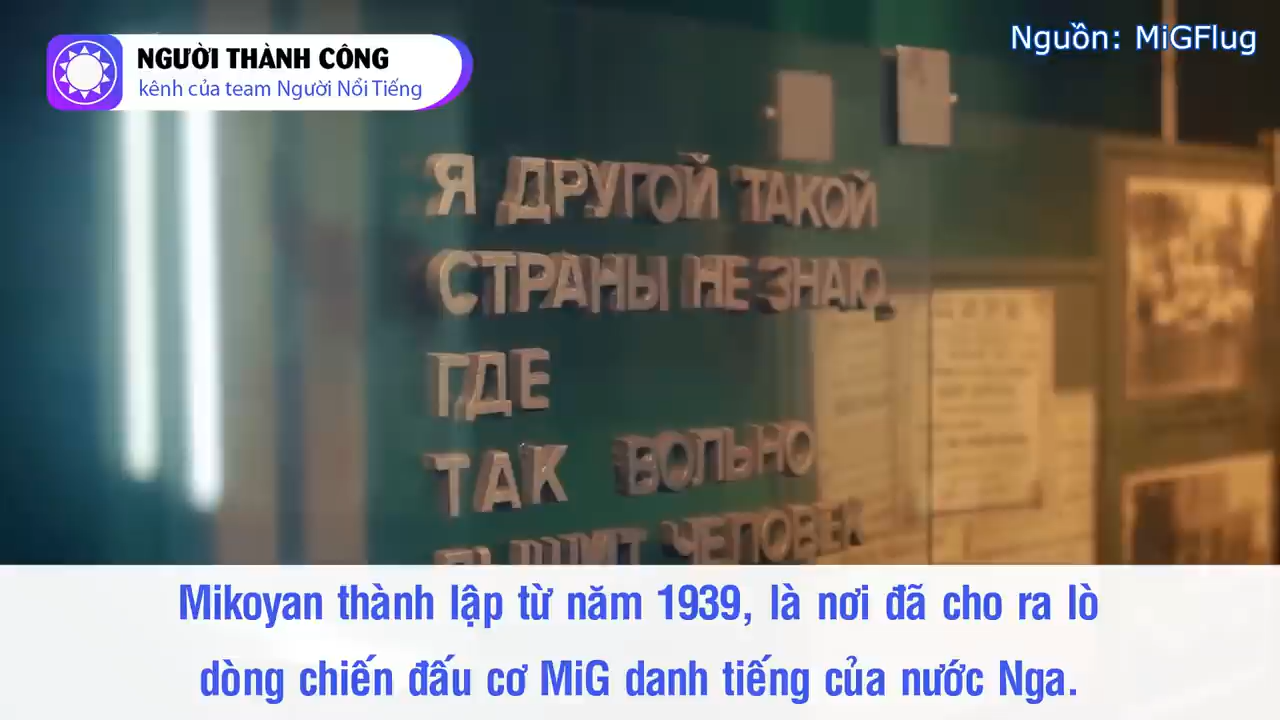 NGƯỜI THÀNH CÔNG
kênh của team Người Nổi Tiếng
Nguồn: MiGFlug
Я ДРУГОЙ ТАКОЙ
СТРАНЫ НЕ ЗНАЮ,
ГДЕ
ТАК ВОЛЬНО
ДЫШИТ ЧЕЛОВЕК
Mikoyan thành lập từ năm 1939, là nơi đã cho ra lò
dòng chiến đấu cơ MiG danh tiếng của nước Nga.